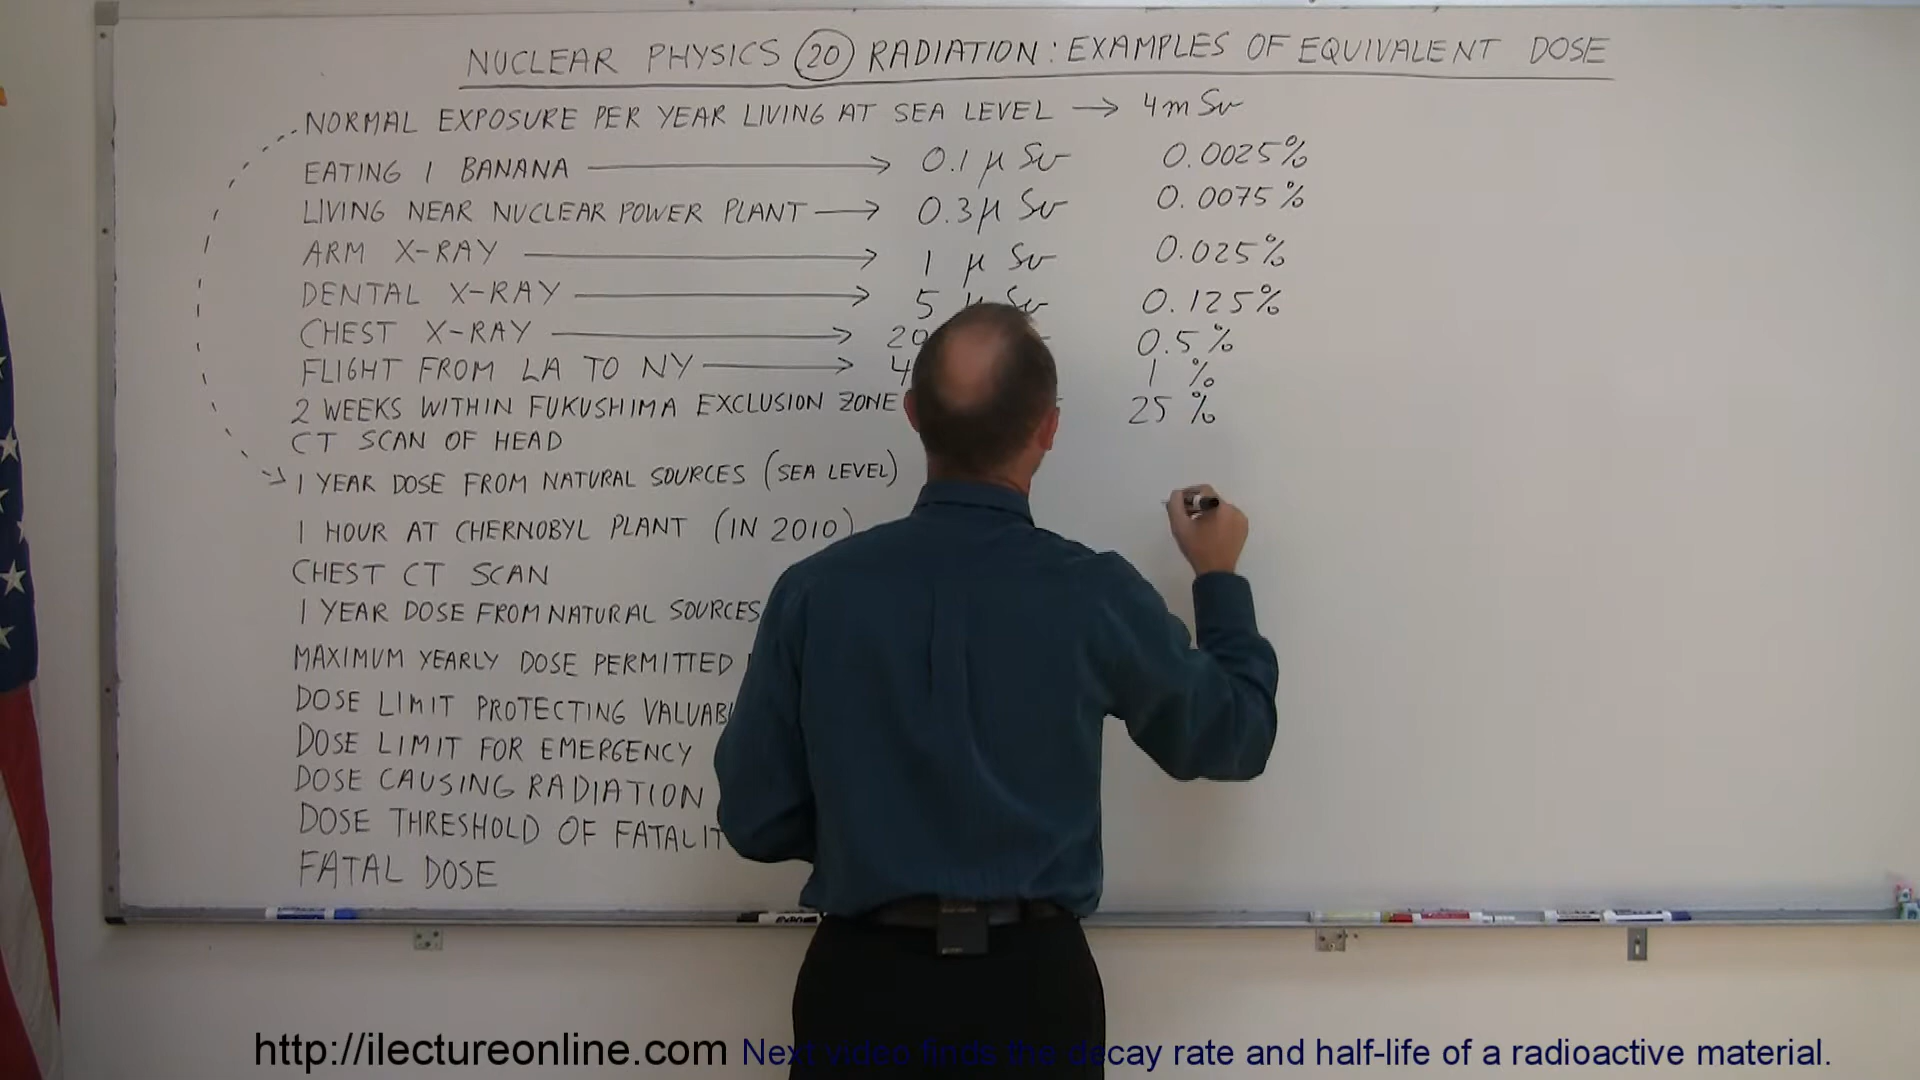 NUCLEAR PHYSICS 20 RADIATION: EXAMPLES OF EQUIVALENT DOSE
NORMAL EXPOSURE PER YEAR LIVING AT SEA LEVEL → 4 mSv
EATING 1 BANANA → 0.1 μSv 0.0025%
LIVING NEAR NUCLEAR POWER PLANT → 0.3 μSv 0.0075%
ARM X-RAY → 1 μSv 0.025%
DENTAL X-RAY → 5 μSv 0.125%
CHEST X-RAY → 20 0.5%
FLIGHT FROM LA TO NY → 4 1%
2 WEEKS WITHIN FUKUSHIMA EXCLUSION ZONE 25%
CT SCAN OF HEAD
1 YEAR DOSE FROM NATURAL SOURCES (SEA LEVEL)
1 HOUR AT CHERNOBYL PLANT (IN 2010)
CHEST CT SCAN
1 YEAR DOSE FROM NATURAL SOURCES
MAXIMUM YEARLY DOSE PERMITTED
DOSE LIMIT PROTECTING
DOSE LIMIT FOR EMERGENCY
DOSE CAUSING RADIATION
DOSE THRESHOLD OF
FATAL DOSE
http://ilectureonline.com Next video finds the decay rate and half-life of a radioactive material.